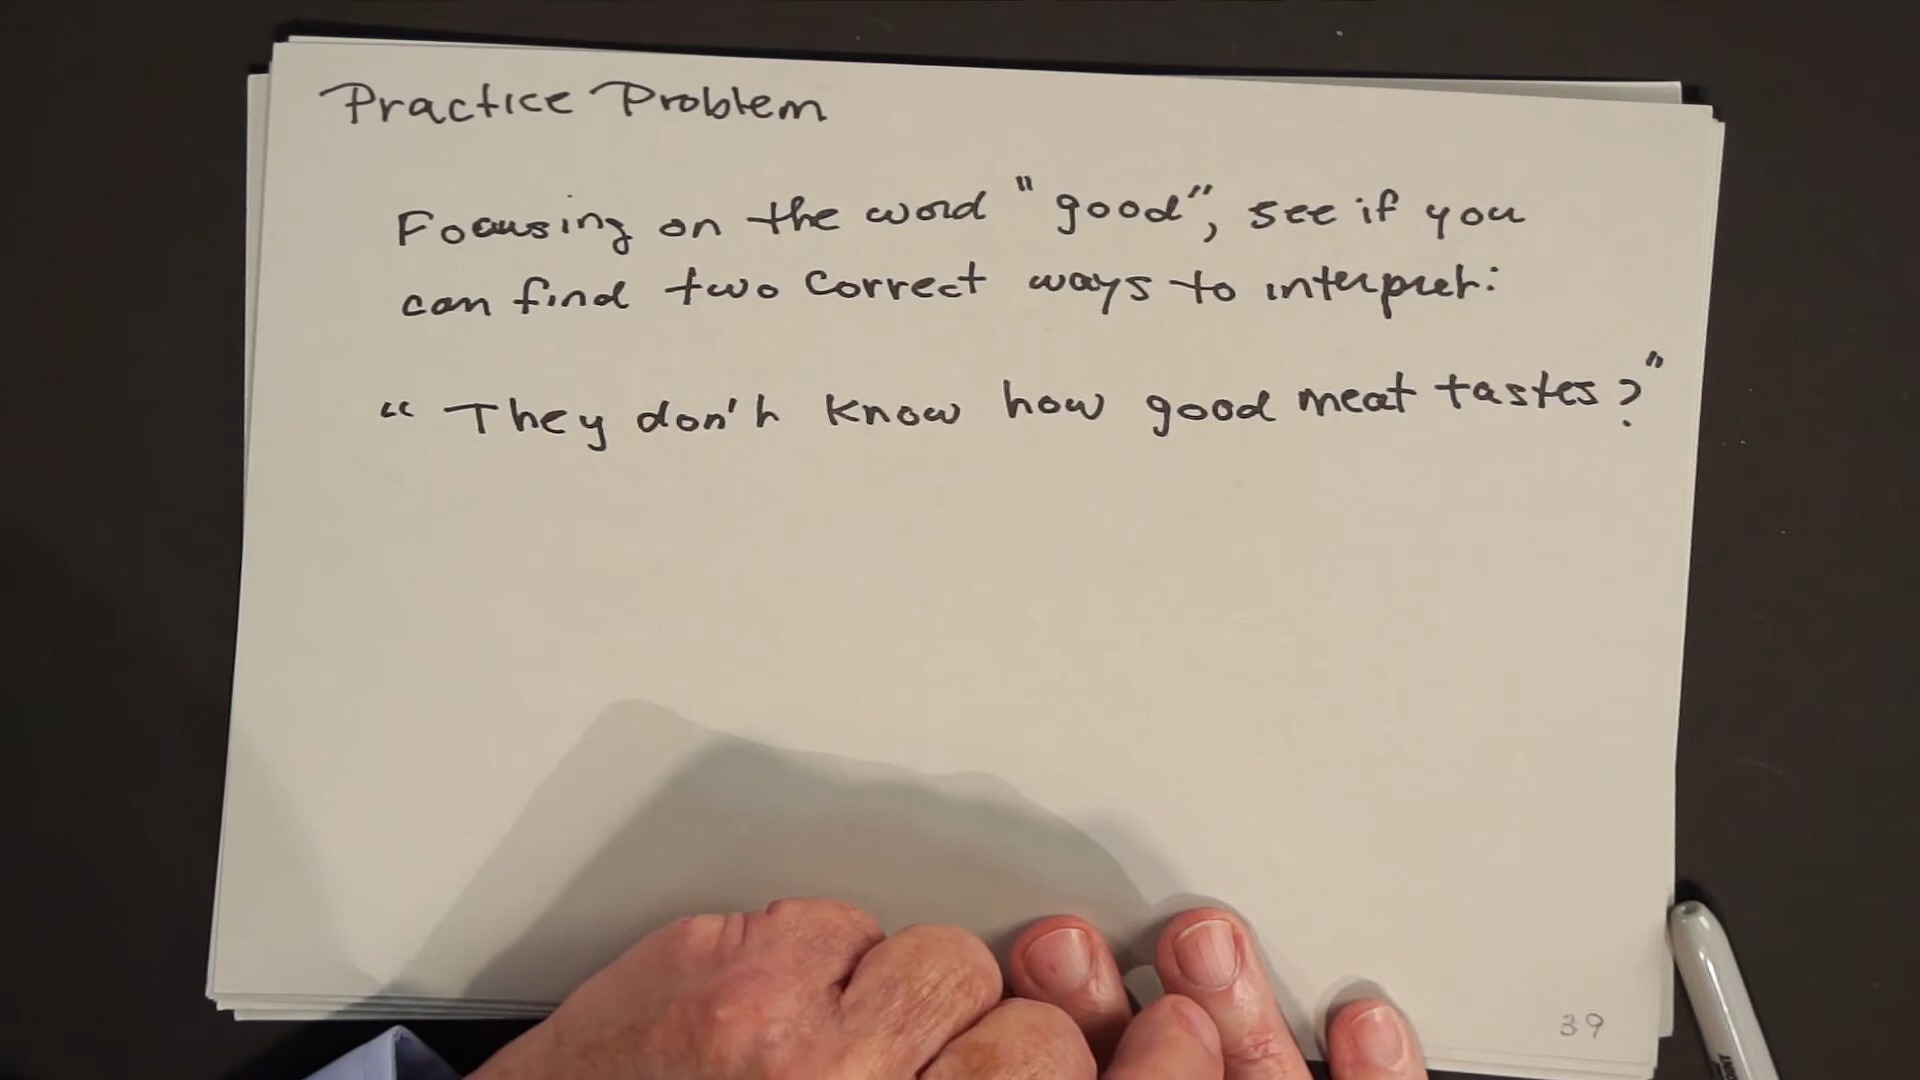 Practice Problem
Focusing on the word "good", see if you
can find two correct ways to interpret:
"They don't know how good meat tastes?"
39